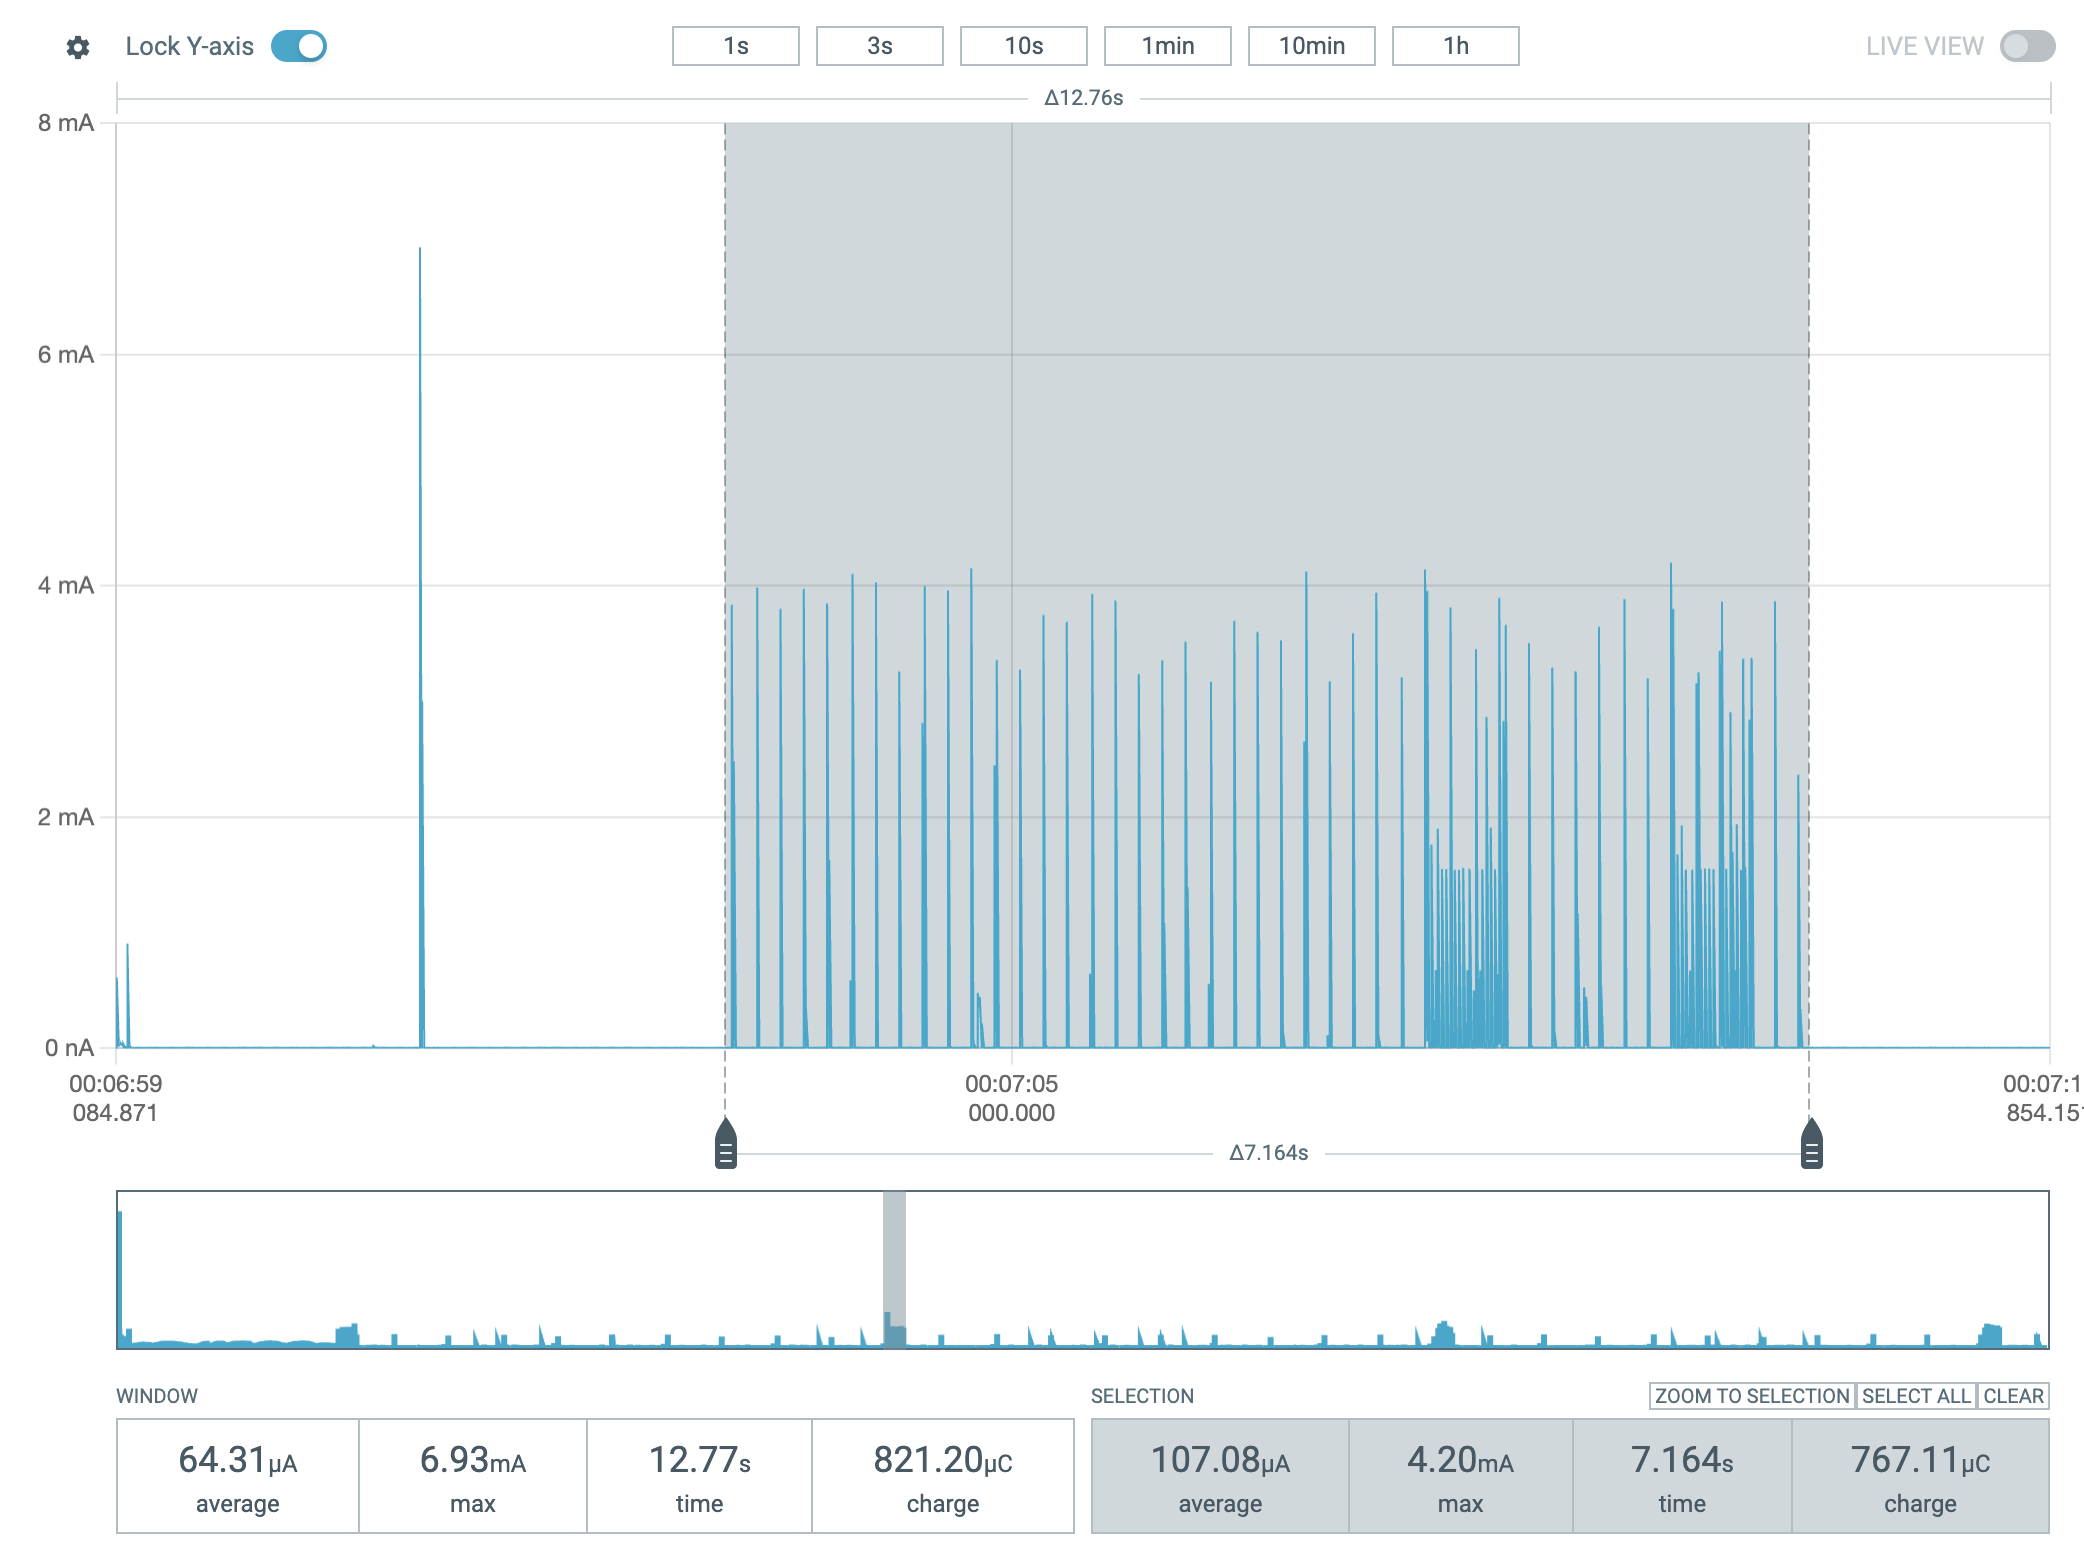 Lock Y-axis 1s 3s 10s 1min 10min 1h LIVE VIEW
Δ12.76s
8 mA
6 mA
4 mA
2 mA
0 nA
00:06:59 00:07:05 00:07:1
084.871 000.000 854.15
Δ7.164s
WINDOW SELECTION ZOOM TO SELECTION SELECT ALL CLEAR
64.31µA 6.93mA 12.77s 821.20µC 107.08µA 4.20mA 7.164s 767.11µC
average max time charge average max time charge